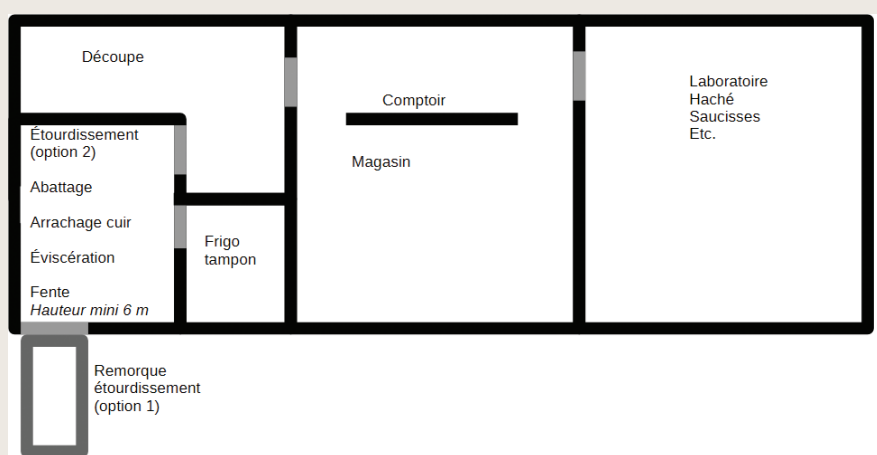 Découpe
Comptoir
Magasin
Laboratoire
Haché
Saucisses
Etc.
Étourdissement
(option 2)
Abattage
Arrachage cuir
Éviscération
Fente
Hauteur mini 6 m
Frigo
tampon
Remorque
étourdissement
(option 1)